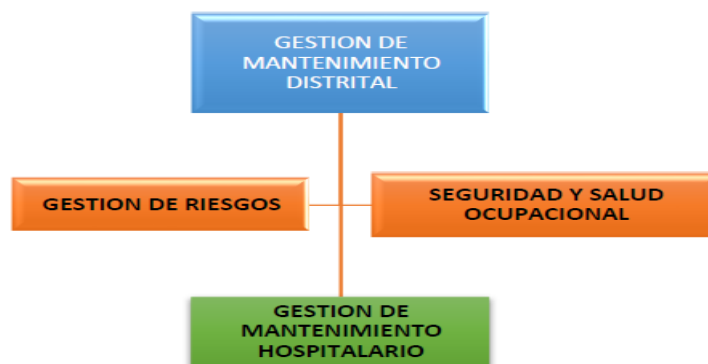 GESTION DE
MANTENIMIENTO
DISTRITAL
GESTION DE RIESGOS
SEGURIDAD Y SALUD
OCUPACIONAL
GESTION DE
MANTENIMIENTO
HOSPITALARIO